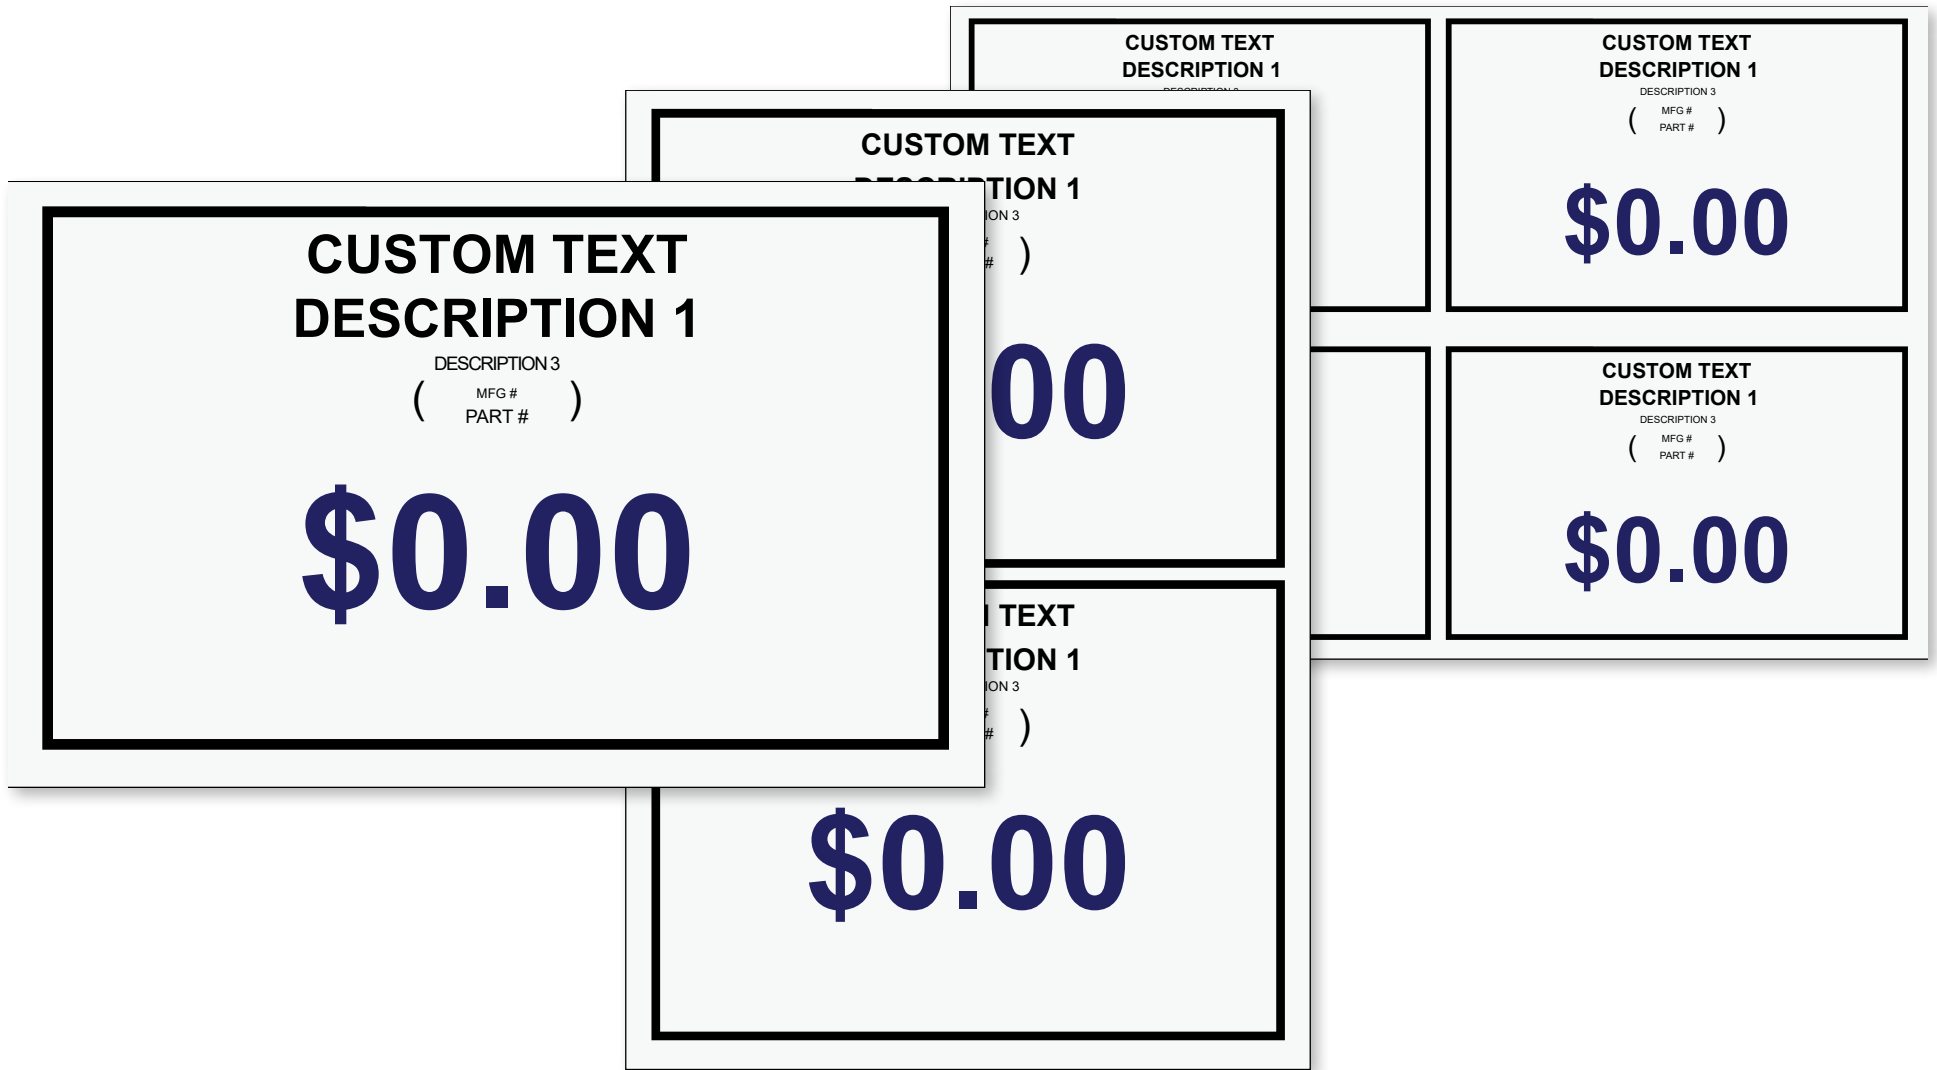 CUSTOM TEXT
DESCRIPTION 1
DESCRIPTION 3
( MFG # )
PART #
$0.00
CUSTOM TEXT
TION 1
ION 3
# )
00
TEXT
TION 1
ION 3
# )
$0.00
CUSTOM TEXT
DESCRIPTION 1
CUSTOM TEXT
DESCRIPTION 1
DESCRIPTION 3
( MFG # )
PART #
$0.00
CUSTOM TEXT
DESCRIPTION 1
DESCRIPTION 3
( MFG # )
PART #
$0.00